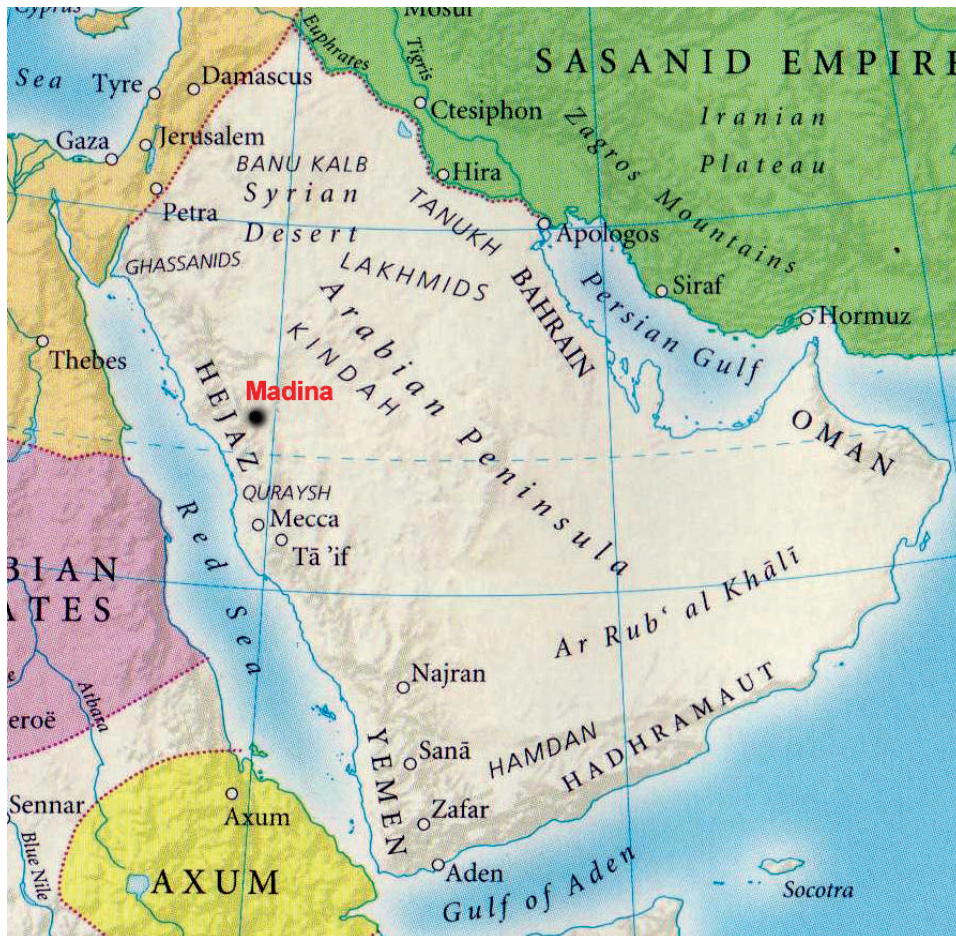 Cyprus
Mosul
Sea
Tyre
Damascus
Euphrates
Tigris
SASANID EMPIRE
Ctesiphon
Iranian
Plateau
Zagros Mountains
Gaza
Jerusalem
BANU KALB
Hira
Syrian
Desert
Petra
TANUKH
Apologos
GHASSANIDS
LAKHMIDS
BAHRAIN
Siraf
Persian Gulf
Hormuz
Thebes
Arabian Peninsula
KINDAH
HEJAZ
Madina
OMAN
QURAYSH
Mecca
Tā 'if
Red Sea
BIAN
ATES
Ar Rub‘ al Khālī
Najran
Atbara
eroë
YEMEN
Sanā
HAMDAN
HADHRAMAUT
Sennar
Axum
Zafar
Blue Nile
AXUM
Aden
Gulf of Aden
Socotra